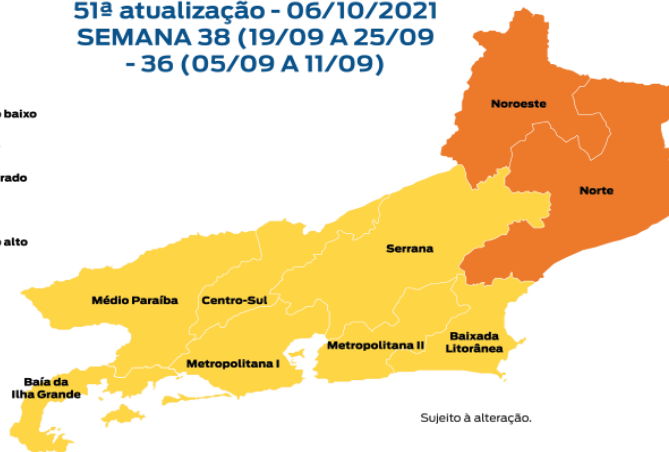 51ª atualização - 06/10/2021
SEMANA 38 (19/09 A 25/09
- 36 (05/09 A 11/09)
baixo
rado
alto
Noroeste
Norte
Serrana
Médio Paraíba
Centro-Sul
Metropolitana I
Metropolitana II
Baixada
Litorânea
Baía da
Ilha Grande
Sujeito à alteração.